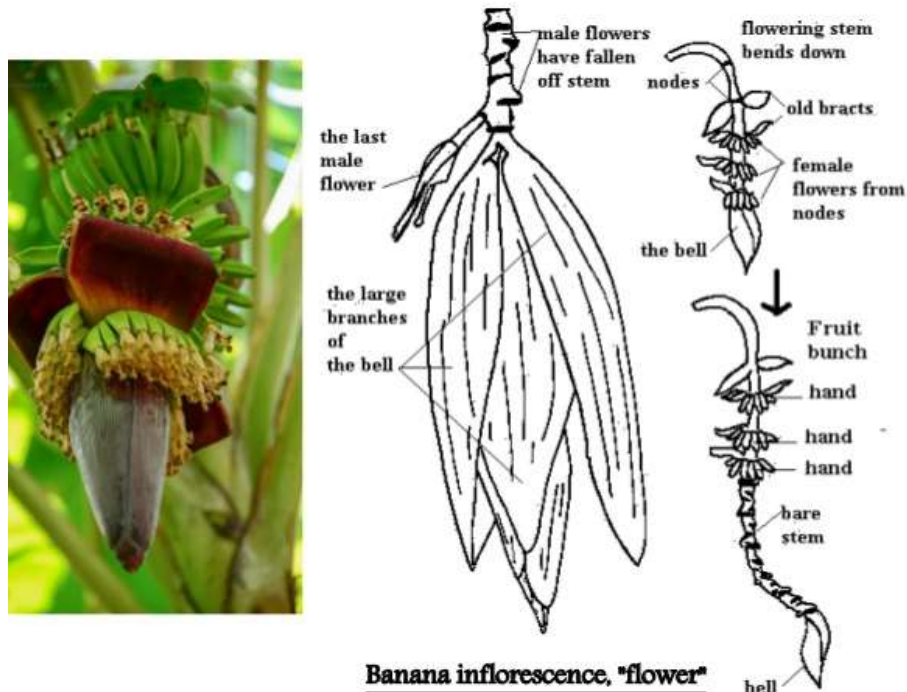 male flowers
have fallen
off stem
the last
male
flower
the large
branches
of
the bell
flowering stem
bends down
nodes
old bracts
female
flowers from
nodes
the bell
Fruit
bunch
hand
hand
hand
bare
stem
bell
Banana inflorescence, "flower"